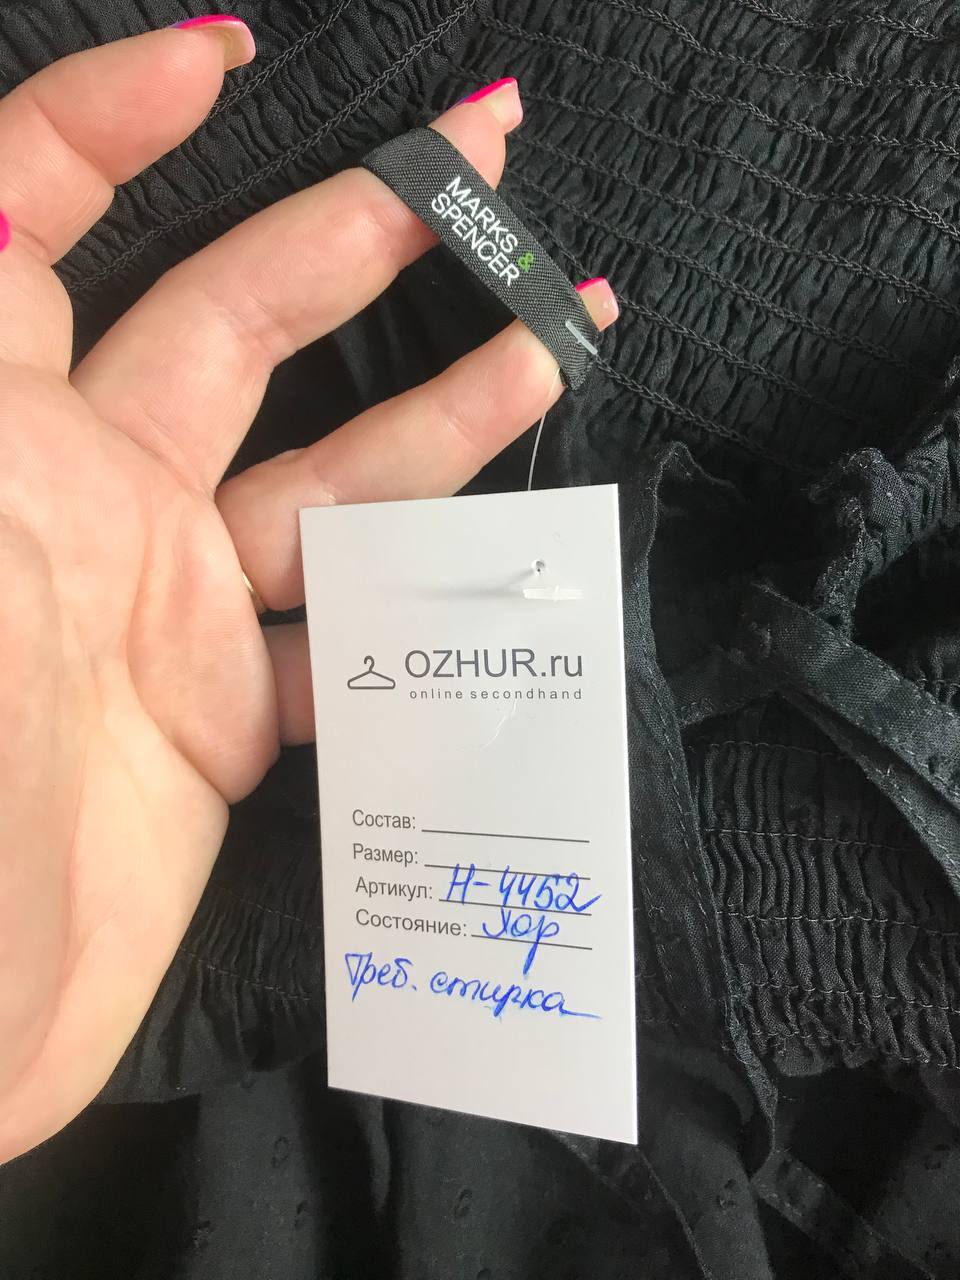 MARKS &
SPENCER
OZHUR.ru
online secondhand
Состав:
Размер:
Артикул: Н-4452
Состояние: Хор
Треб. стирка